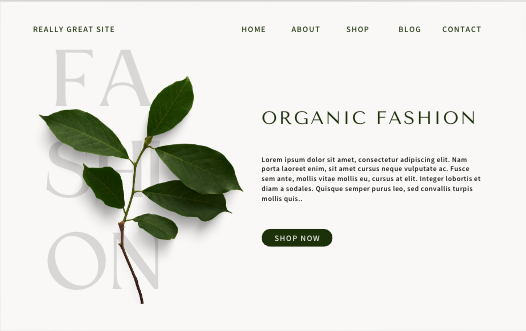 REALLY GREAT SITE HOME ABOUT SHOP BLOG CONTACT
FA
SHI
ON
ORGANIC FASHION
Lorem ipsum dolor sit amet, consectetur adipiscing elit. Nam
porta laoreet enim, sit amet cursus neque vulputate ac. Fusce
sem ante, mollis vitae mollis eu, cursus at elit. Integer lobortis et
diam a sodales. Quisque semper purus leo, sed convallis turpis
mollis quis..
SHOP NOW